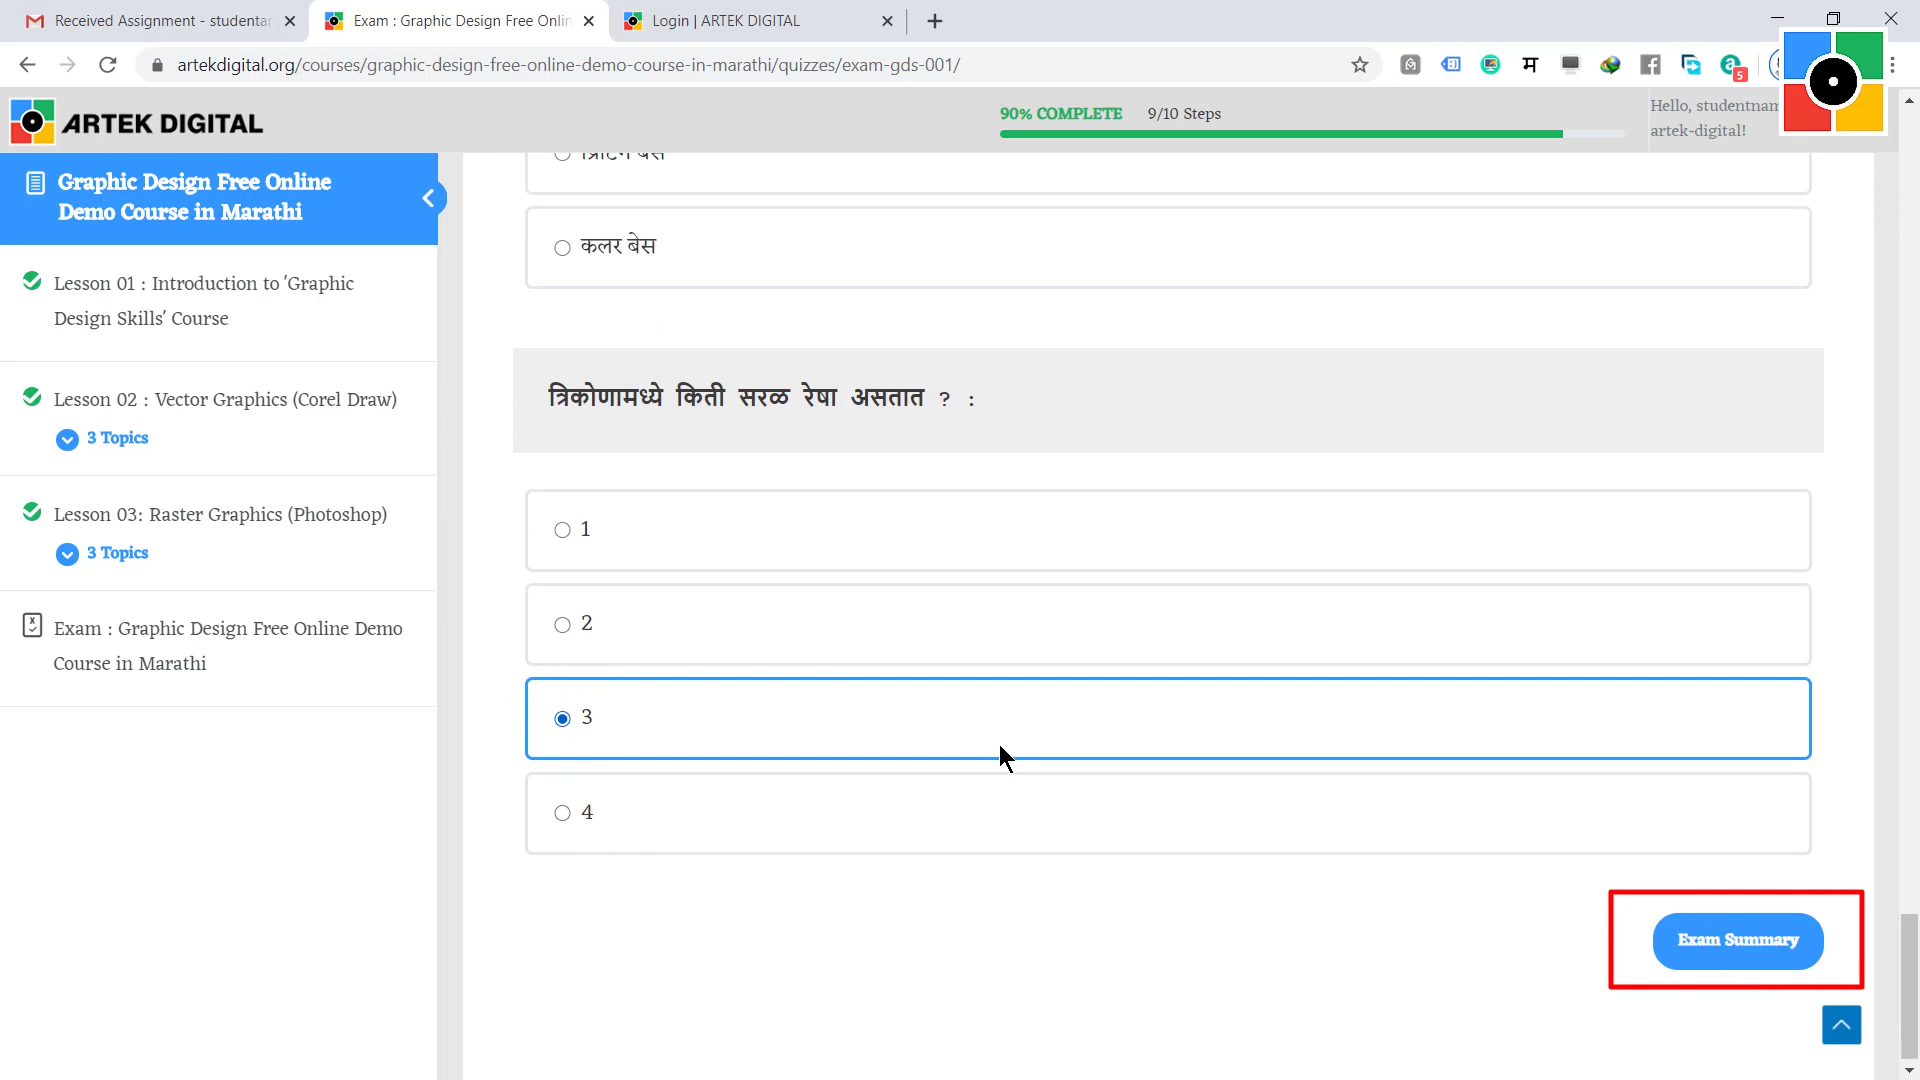 Received Assignment - studentar
Exam : Graphic Design Free Onlin
Login | ARTEK DIGITAL
artekdigital.org/courses/graphic-design-free-online-demo-course-in-marathi/quizzes/exam-gds-001/
म
5
ARTEK DIGITAL
90% COMPLETE 9/10 Steps
Hello, studentnam
artek-digital!
Graphic Design Free Online
Demo Course in Marathi
Lesson 01 : Introduction to 'Graphic
Design Skills' Course
Lesson 02 : Vector Graphics (Corel Draw)
3 Topics
Lesson 03: Raster Graphics (Photoshop)
3 Topics
Exam : Graphic Design Free Online Demo
Course in Marathi
प्रिंटिंग बेस
कलर बेस
त्रिकोणामध्ये किती सरळ रेषा असतात ? :
1
2
3
4
Exam Summary